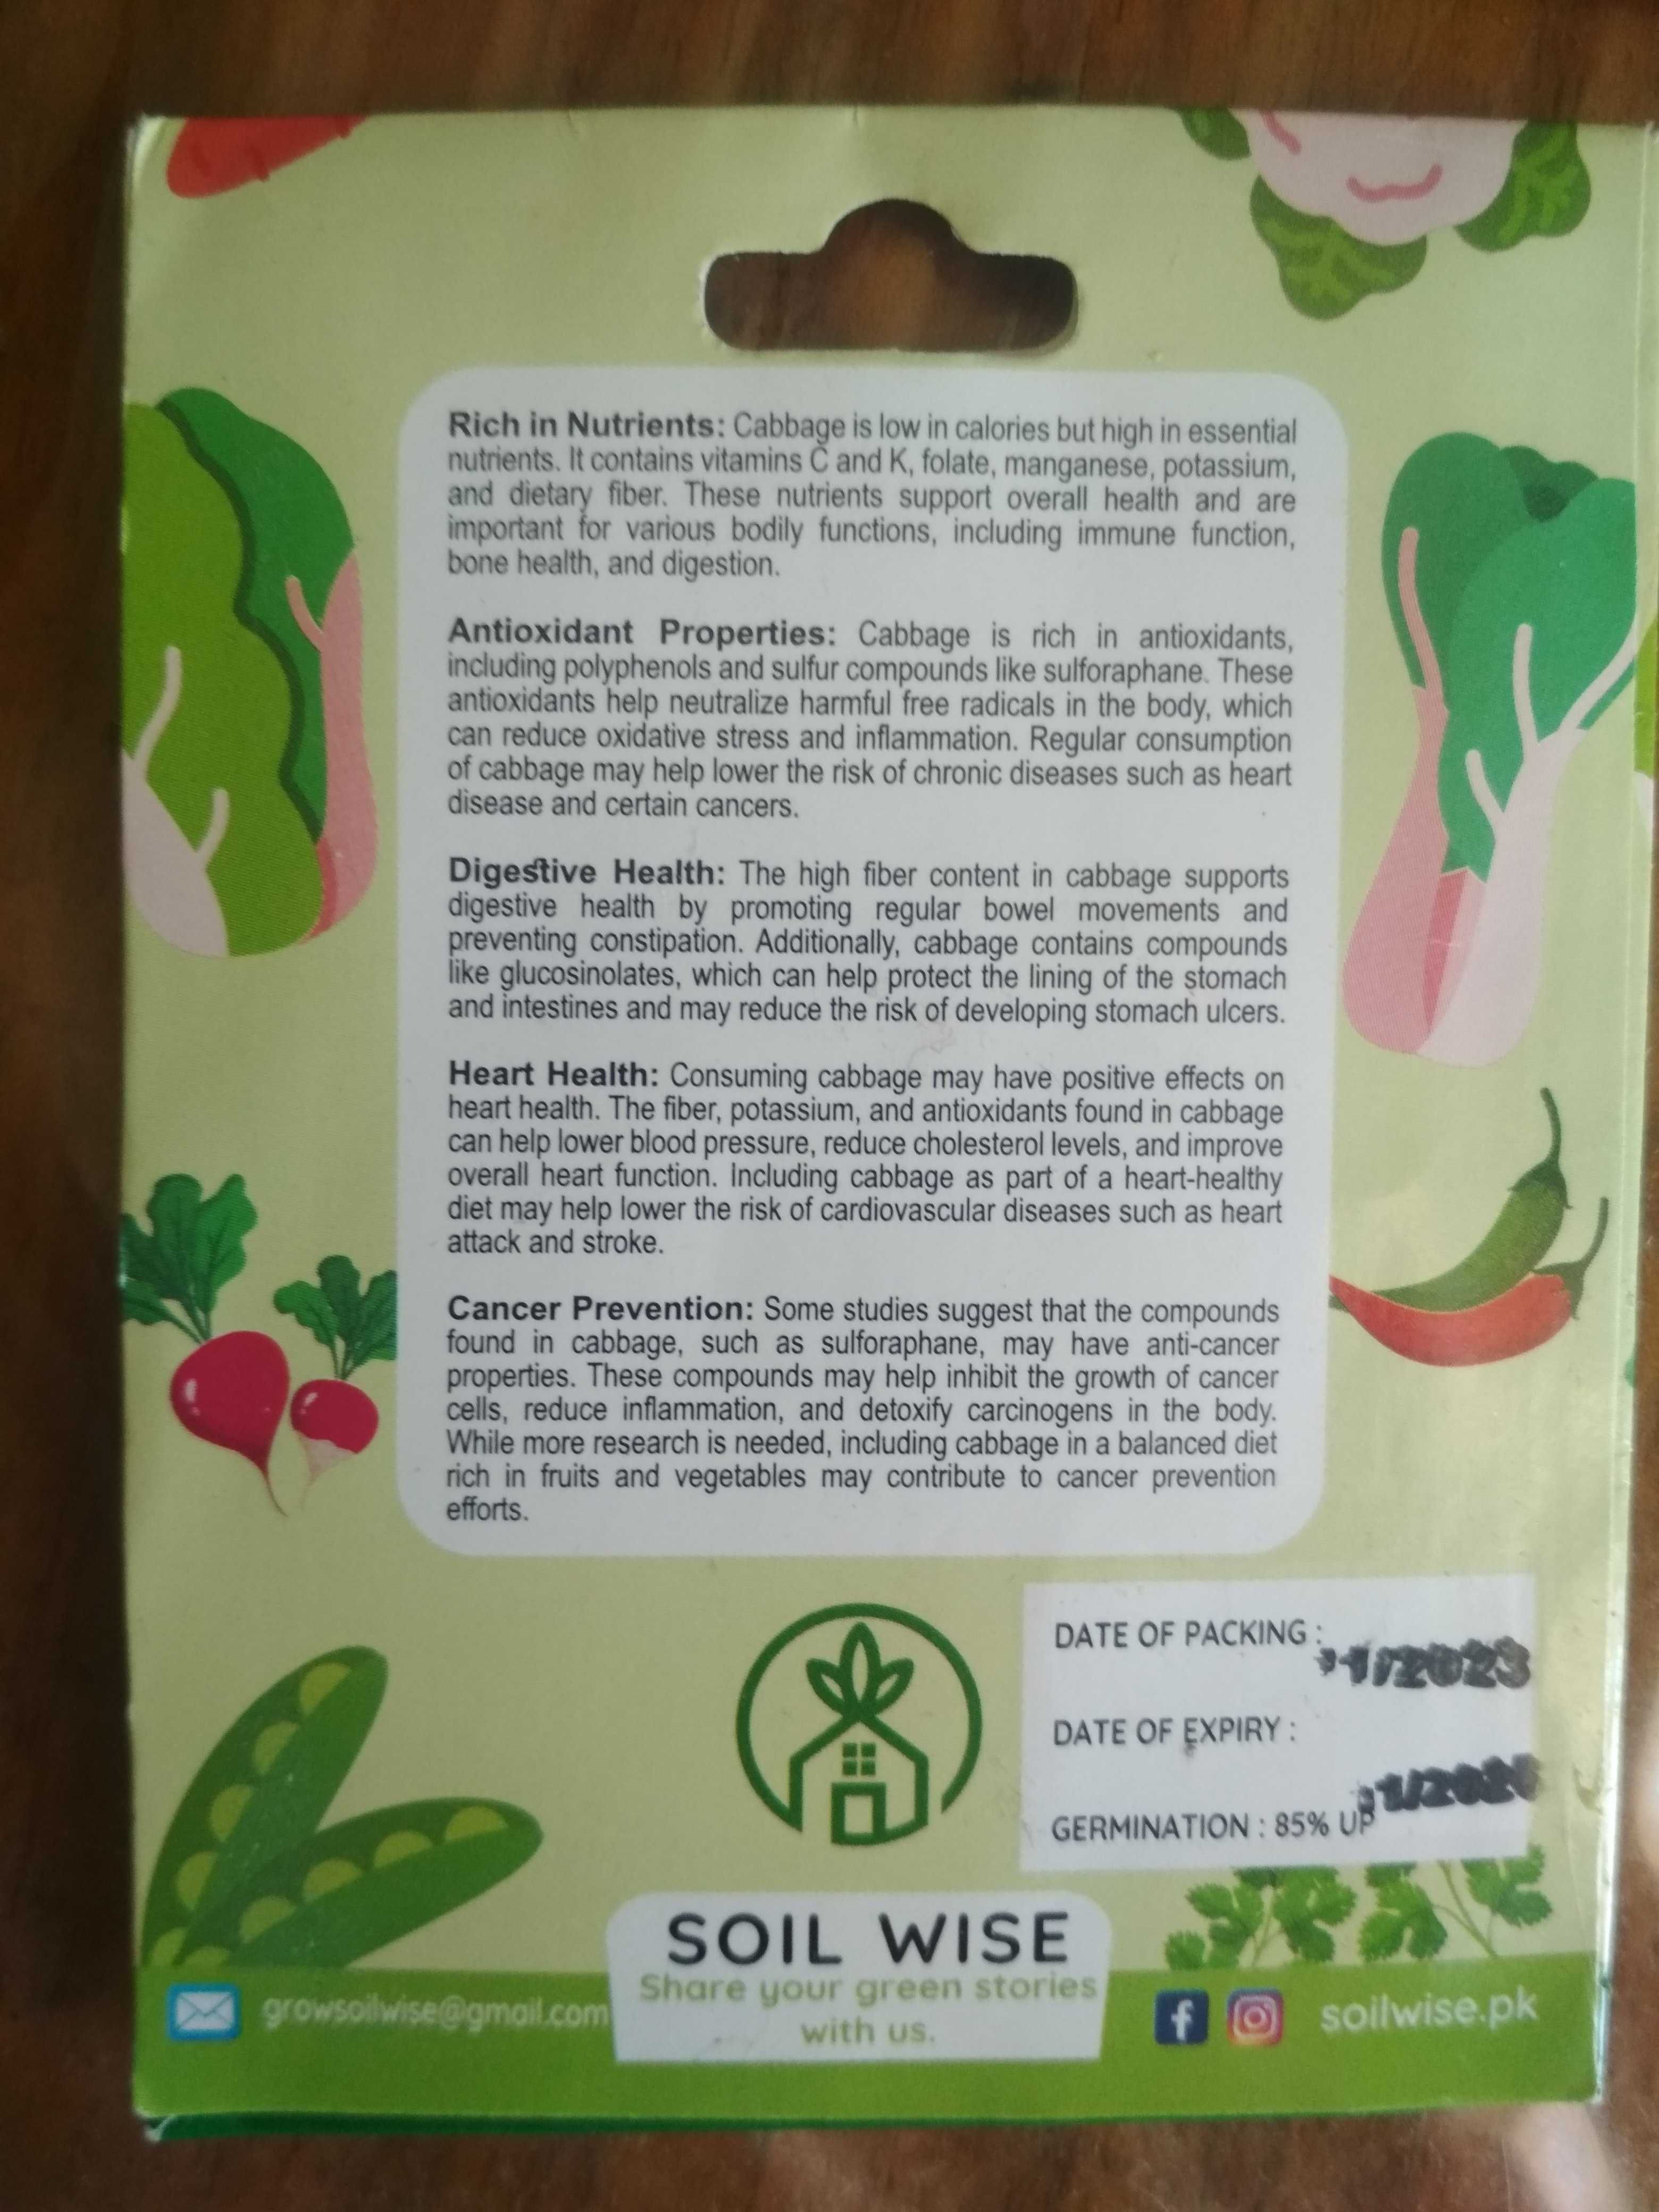 Rich in Nutrients: Cabbage is low in calories but high in essential
nutrients. It contains vitamins C and K, folate, manganese, potassium,
and dietary fiber. These nutrients support overall health and are
important for various bodily functions, including immune function,
bone health, and digestion.
Antioxidant Properties: Cabbage is rich in antioxidants,
including polyphenols and sulfur compounds like sulforaphane. These
antioxidants help neutralize harmful free radicals in the body, which
can reduce oxidative stress and inflammation. Regular consumption
of cabbage may help lower the risk of chronic diseases such as heart
disease and certain cancers.
Digestive Health: The high fiber content in cabbage supports
digestive health by promoting regular bowel movements and
preventing constipation. Additionally, cabbage contains compounds
like glucosinolates, which can help protect the lining of the stomach
and intestines and may reduce the risk of developing stomach ulcers.
Heart Health: Consuming cabbage may have positive effects on
heart health. The fiber, potassium, and antioxidants found in cabbage
can help lower blood pressure, reduce cholesterol levels, and improve
overall heart function. Including cabbage as part of a heart-healthy
diet may help lower the risk of cardiovascular diseases such as heart
attack and stroke.
Cancer Prevention: Some studies suggest that the compounds
found in cabbage, such as sulforaphane, may have anti-cancer
properties. These compounds may help inhibit the growth of cancer
cells, reduce inflammation, and detoxify carcinogens in the body.
While more research is needed, including cabbage in a balanced diet
rich in fruits and vegetables may contribute to cancer prevention
efforts.
DATE OF PACKING :
DATE OF EXPIRY :
GERMINATION : 85% UP
SOIL WISE
Share your green stories
with us.
growsoilwise@gmail.com
soilwise.pk